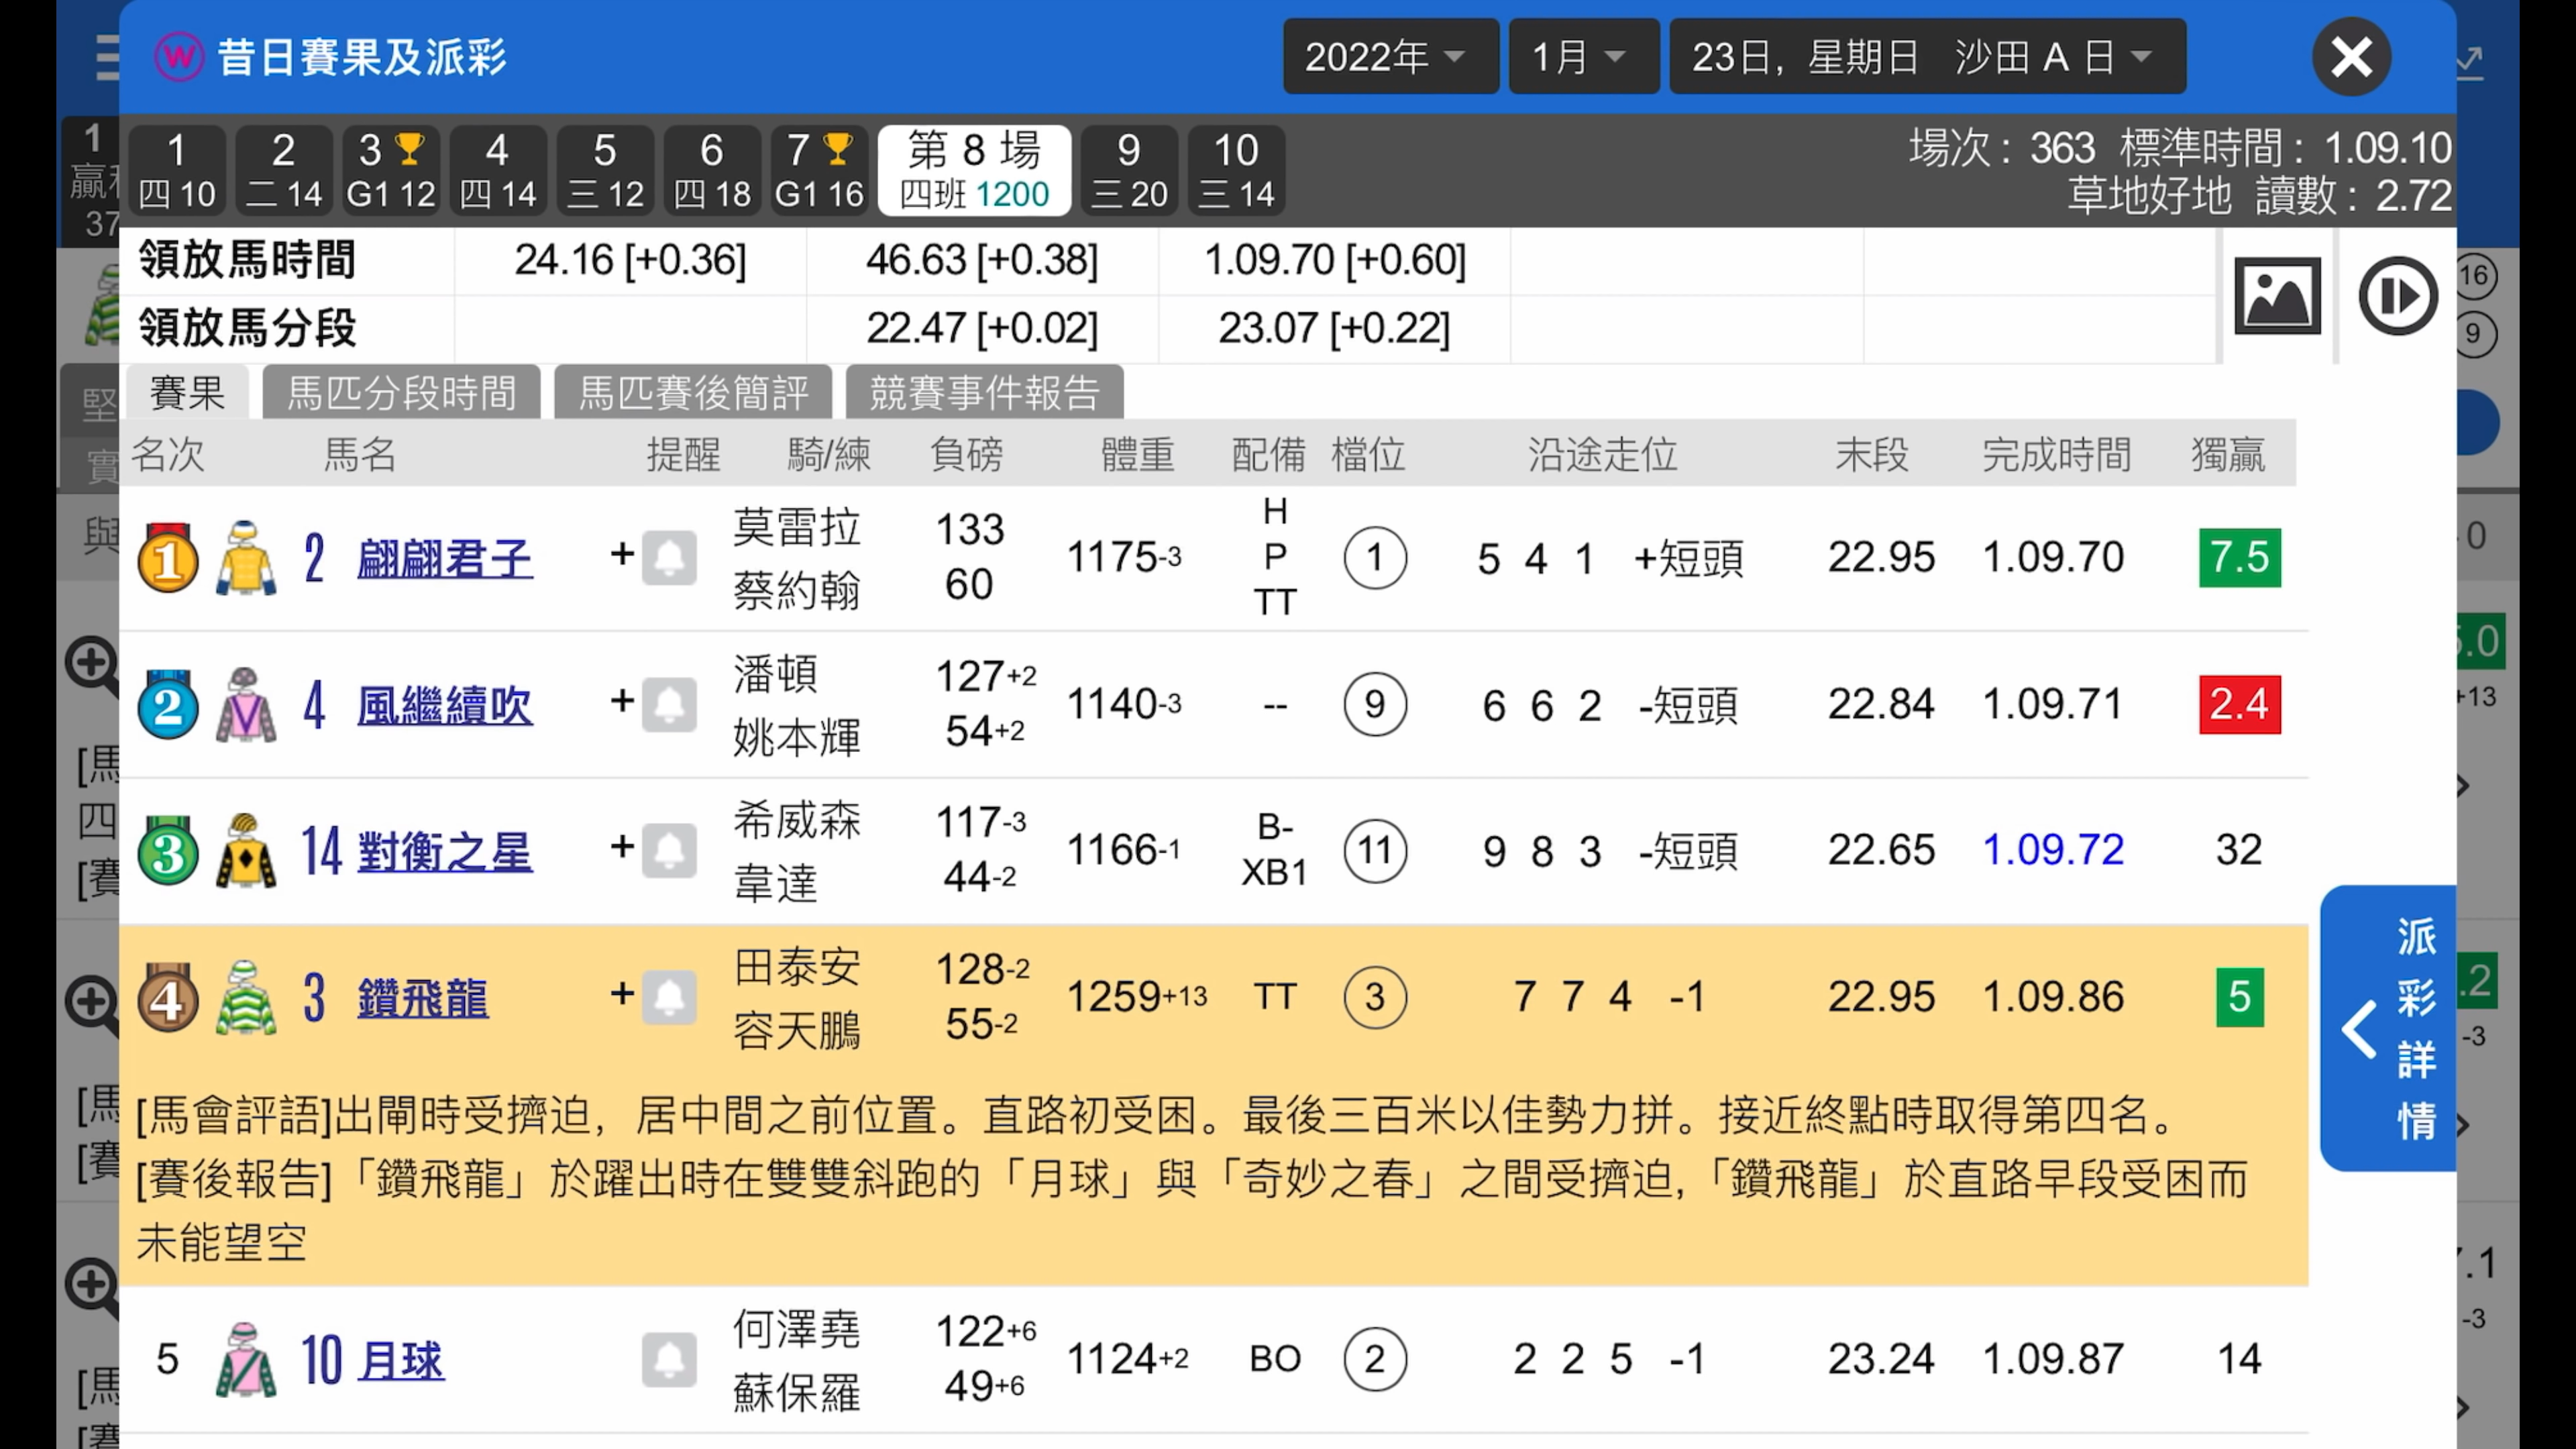 W 昔日賽果及派彩 2022年 1月 23日, 星期日 沙田 A 日
1 2 3 4 5 6 7 第 8 場 9 10 場次 : 363 標準時間 : 1.09.10
四 10 二 14 G1 12 四 14 三 12 四 18 G1 16 四班 1200 三 20 三 14 草地好地 讀數 : 2.72
領放馬時間 24.16 [+0.36] 46.63 [+0.38] 1.09.70 [+0.60]
領放馬分段 22.47 [+0.02] 23.07 [+0.22]
賽果 馬匹分段時間 馬匹賽後簡評 競賽事件報告
名次 馬名 提醒 騎/練 負磅 體重 配備 檔位 沿途走位 末段 完成時間 獨贏
1 2 翩翩君子 + 莫雷拉 蔡約翰 133 60 1175-3 H P TT 1 5 4 1 +短頭 22.95 1.09.70 7.5
2 4 風繼續吹 + 潘頓 姚本輝 127+2 54+2 1140-3 -- 9 6 6 2 -短頭 22.84 1.09.71 2.4
3 14 對衡之星 + 希威森 韋達 117-3 44-2 1166-1 B- XB1 11 9 8 3 -短頭 22.65 1.09.72 32
4 3 鑽飛龍 + 田泰安 容天鵬 128-2 55-2 1259+13 TT 3 7 7 4 -1 22.95 1.09.86 5
[馬會評語]出閘時受擠迫，居中間之前位置。直路初受困。最後三百米以佳勢力拼。接近終點時取得第四名。
[賽後報告]「鑽飛龍」於躍出時在雙雙斜跑的「月球」與「奇妙之春」之間受擠迫,「鑽飛龍」於直路早段受困而
未能望空
5 10 月球 何澤堯 蘇保羅 122+6 49+6 1124+2 BO 2 2 2 5 -1 23.24 1.09.87 14
派彩詳情
1
37
16
9
0
+13
-3
-3